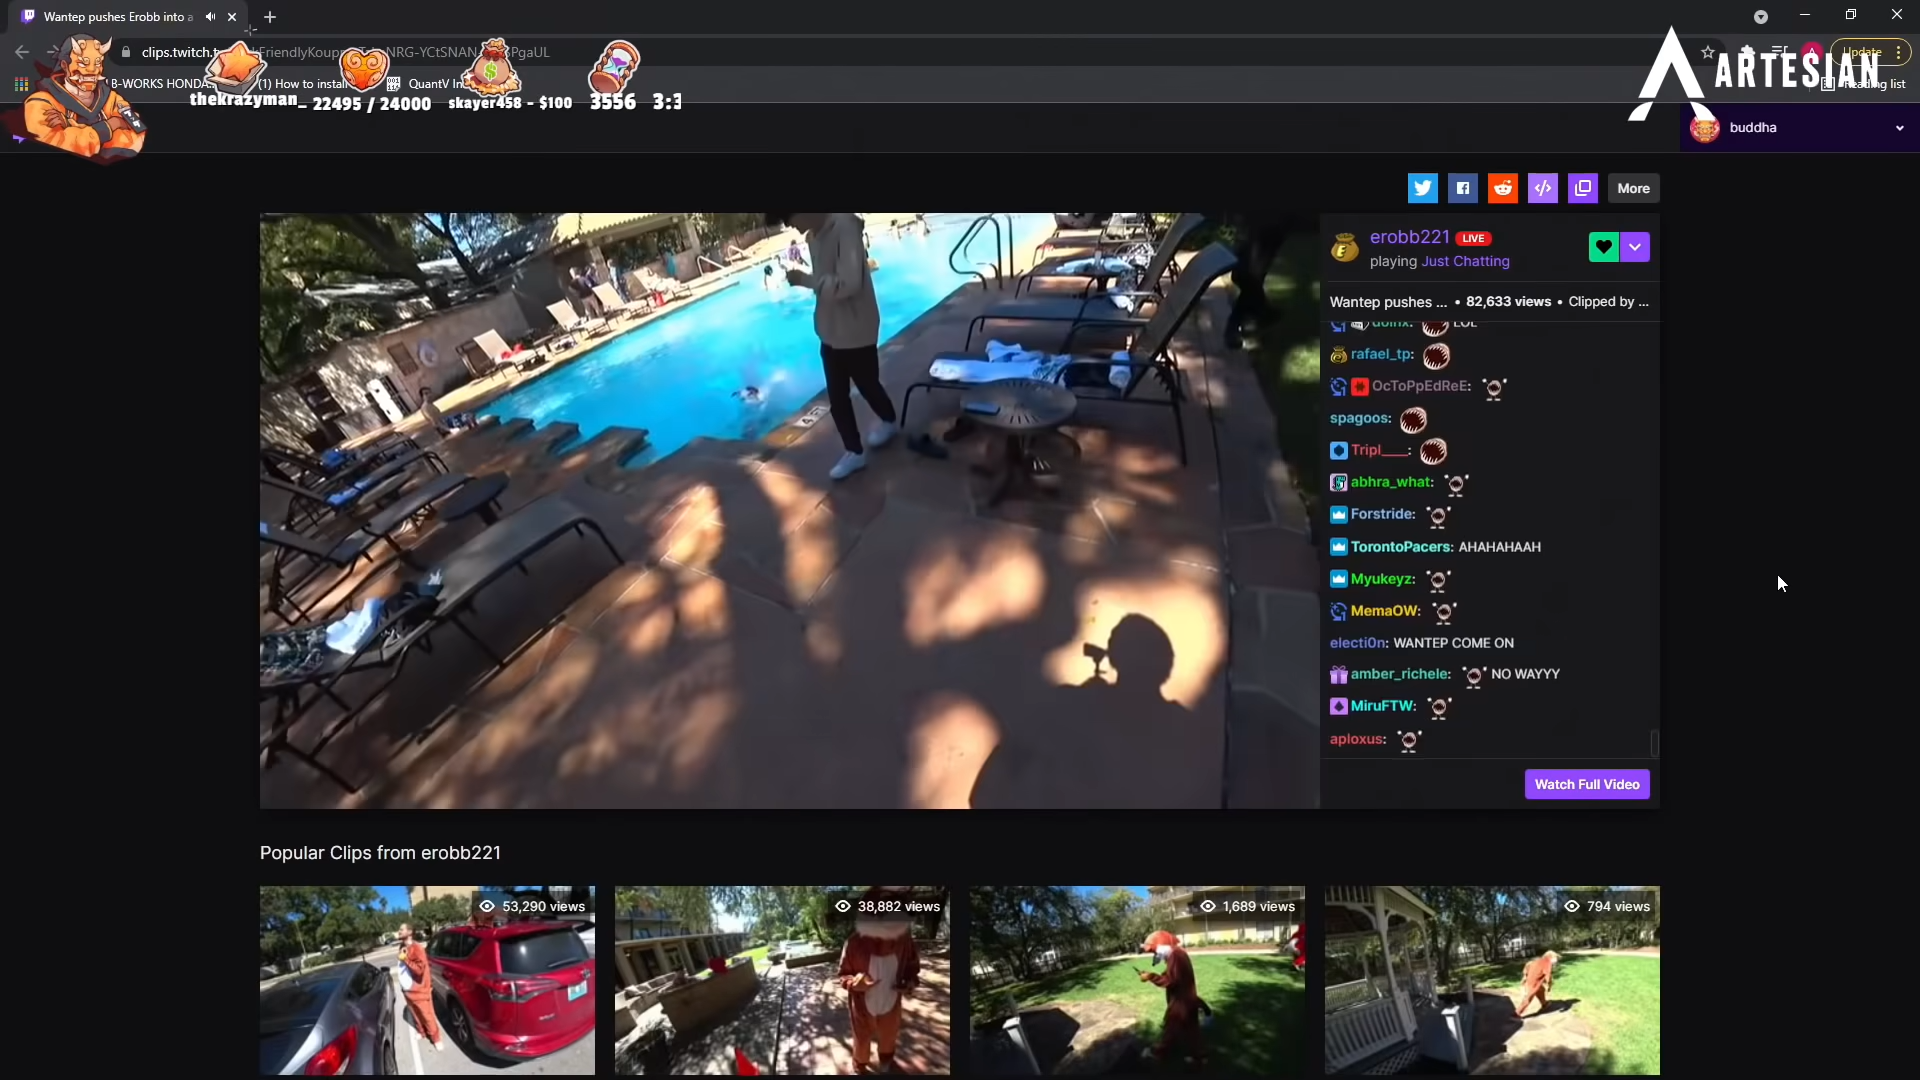 Wantep pushes Erobb into a
clips.twitch.t
FriendlyKoup
NRG-YCtSNAN
PgaUL
Update
B-WORKS HONDA
(1) How to install
QuantV In
Reading list
thekrazyman_
22495 / 24000
skayer458 - $100
3556
3:3
ARTESIAN
buddha
More
erobb221 LIVE
playing Just Chatting
Wantep pushes ... • 82,633 views • Clipped by ...
LOL
rafael_tp:
OcToPpEdReE:
spagoos:
Tripl____:
abhra_what:
Forstride:
TorontoPacers: AHAHAHAAH
Myukeyz:
MemaOW:
electi0n: WANTEP COME ON
amber_richele: NO WAYYY
MiruFTW:
aploxus:
Watch Full Video
Popular Clips from erobb221
53,290 views
38,882 views
1,689 views
794 views